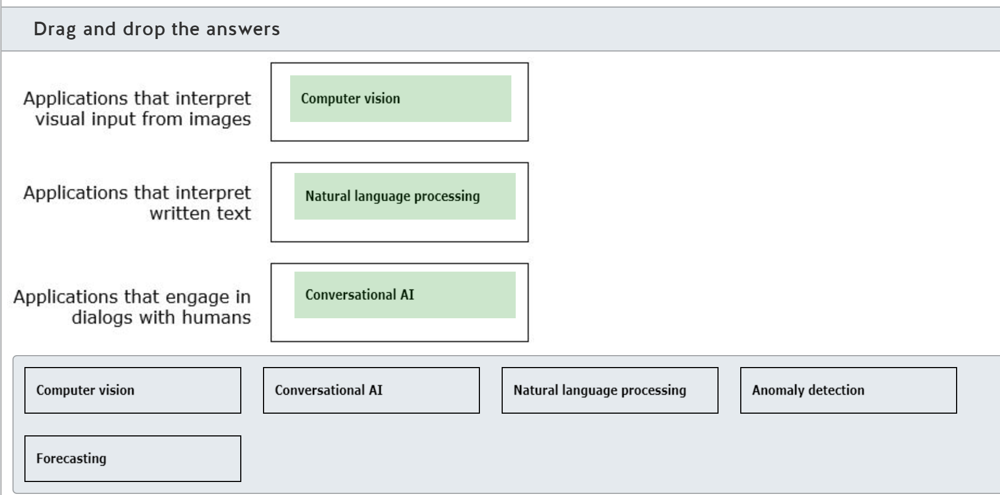 Drag and drop the answers
Applications that interpret
visual input from images
Computer vision
Applications that interpret
written text
Natural language processing
Applications that engage in
dialogs with humans
Conversational AI
Computer vision
Conversational AI
Natural language processing
Anomaly detection
Forecasting